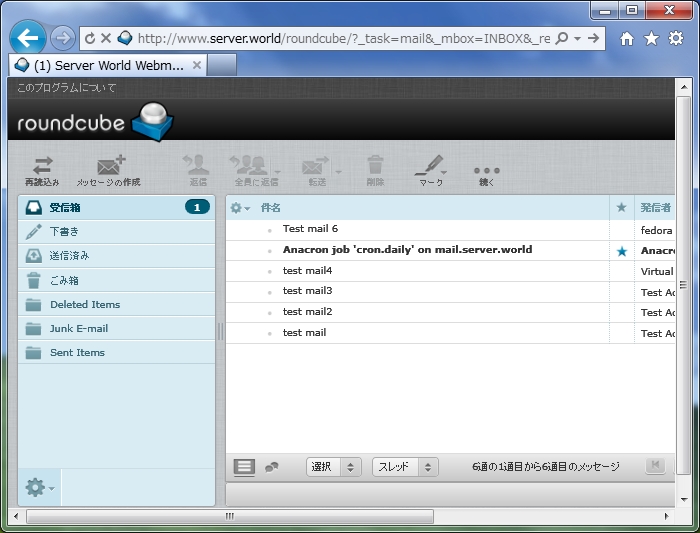 http://www.server.world/roundcube/?_task=mail&_mbox=INBOX&_re
(1) Server World Webm...
このプログラムについて
roundcube
再読込み メッセージの作成 返信 全員に返信 転送 削除 マーク 続く
受信箱 1
下書き
送信済み
ごみ箱
Deleted Items
Junk E-mail
Sent Items
件名 発信者
Test mail 6 fedora
Anacron job 'cron.daily' on mail.server.world Anacro
test mail4 Virtual
test mail3 Test Ac
test mail2 Test Ac
test mail Test Ac
選択 スレッド 6通の1通目から6通目のメッセージ